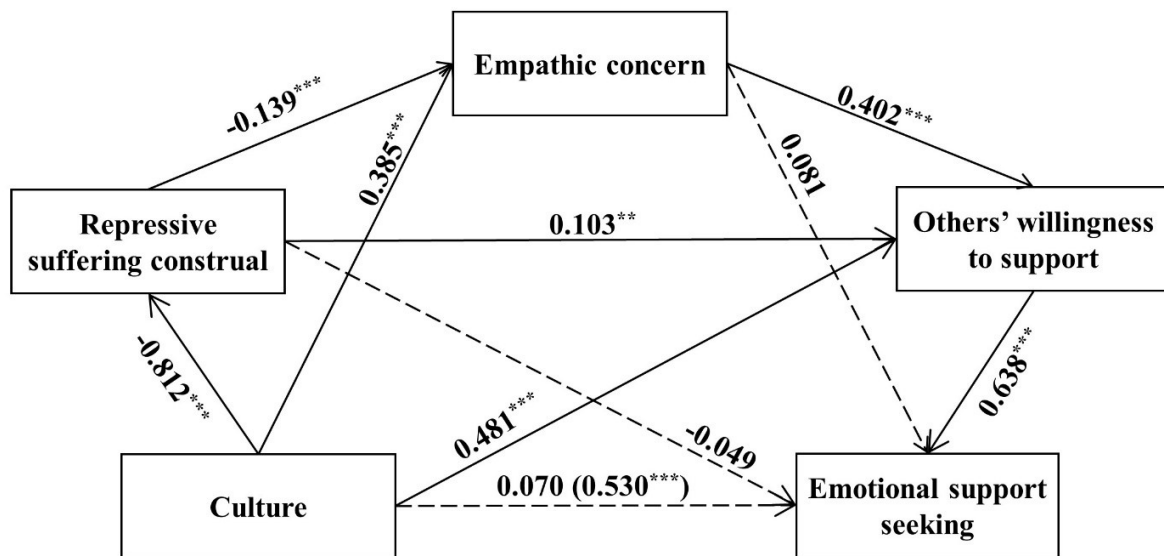 Empathic concern
-0.139***
0.385***
0.402***
0.081
Repressive
suffering construal
0.103**
Others’ willingness
to support
-0.812***
0.481***
-0.049
0.638***
Culture
0.070 (0.530***)
Emotional support
seeking